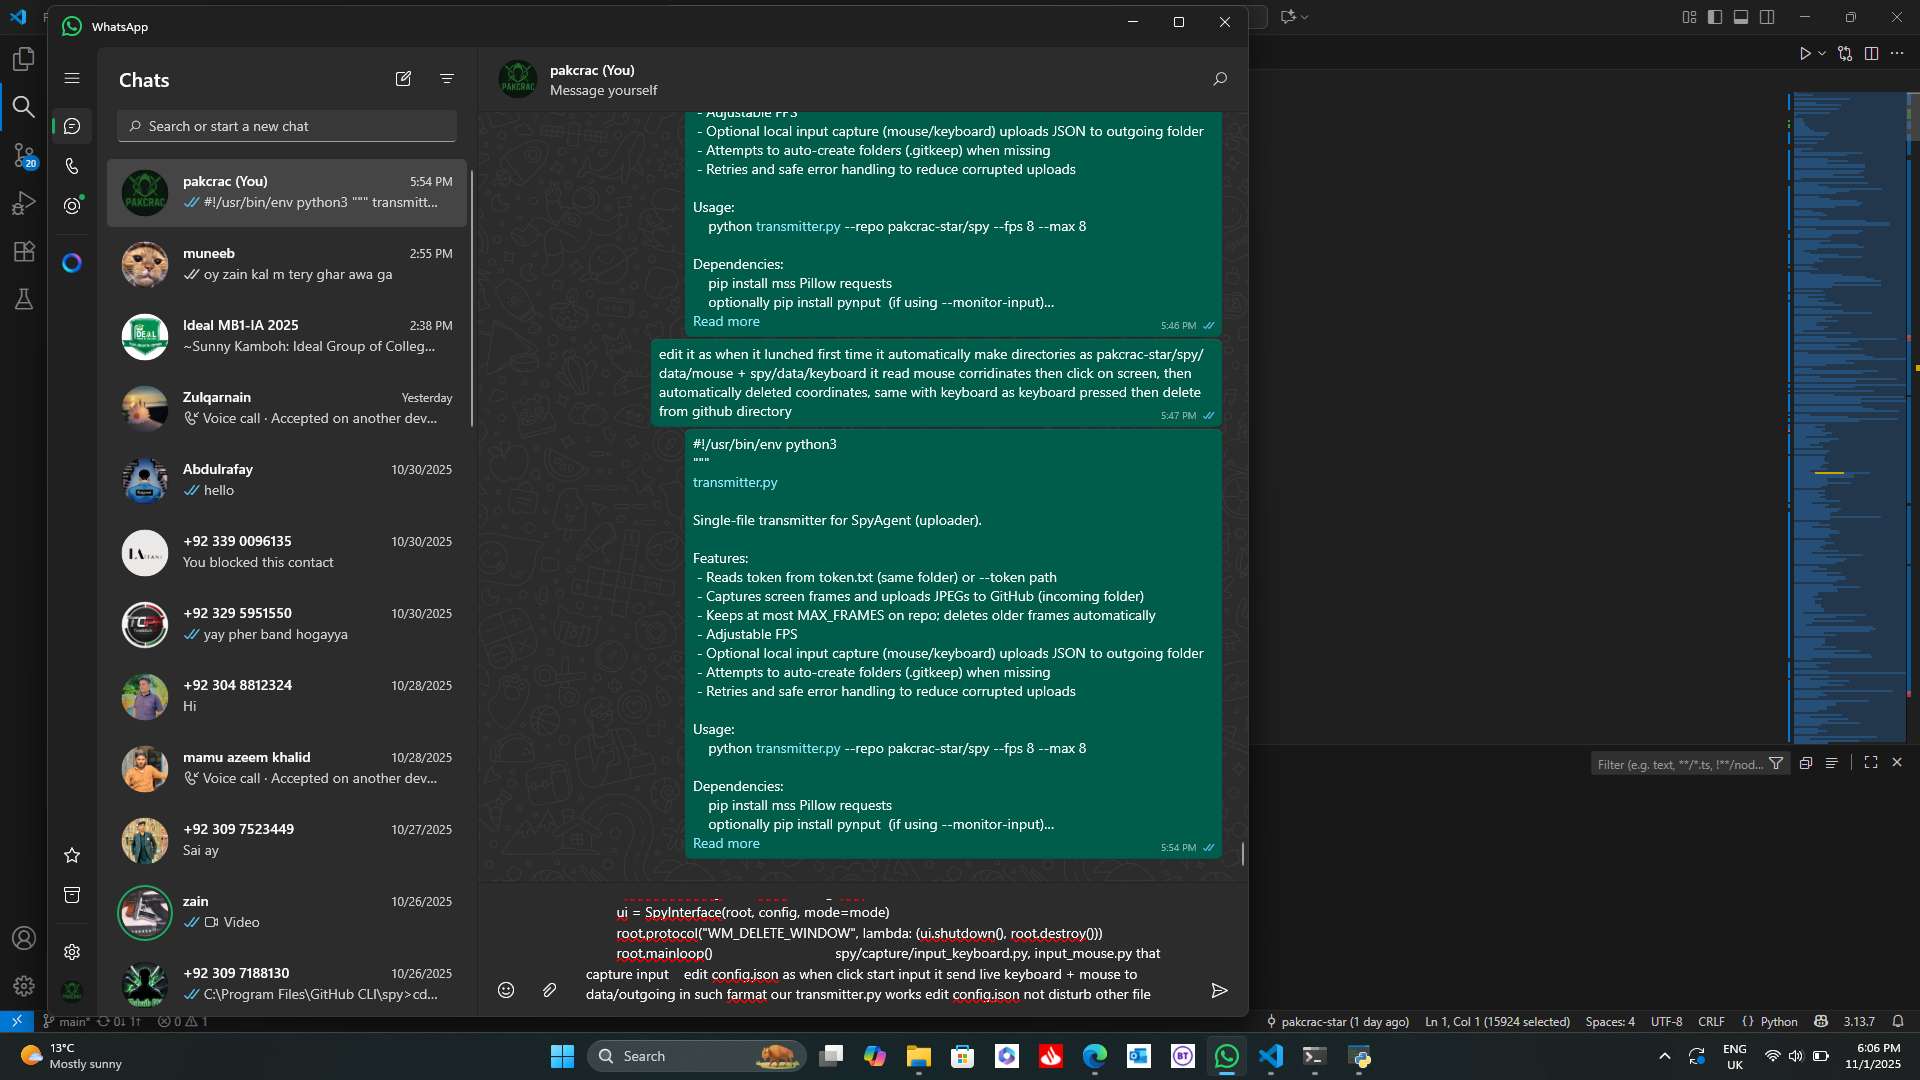 WhatsApp
Chats
Search or start a new chat
pakcrac (You)
5:54 PM
#!/usr/bin/env python3 """ transmitt...
muneeb
2:55 PM
oy zain kal m tery ghar awa ga
Ideal MB1-IA 2025
2:38 PM
~Sunny Kamboh: Ideal Group of Colleg...
Zulqarnain
Yesterday
Voice call · Accepted on another dev...
Abdulrafay
10/30/2025
hello
+92 339 0096135
10/30/2025
You blocked this contact
+92 329 5951550
10/30/2025
yay pher band hogayya
+92 304 8812324
10/28/2025
Hi
mamu azeem khalid
10/28/2025
Voice call · Accepted on another dev...
+92 309 7523449
10/27/2025
Sai ay
zain
10/26/2025
Video
+92 309 7188130
10/26/2025
C:\Program Files\GitHub CLI\spy>cd...
PAKCRAC
pakcrac (You)
Message yourself
- Adjustable FPS
- Optional local input capture (mouse/keyboard) uploads JSON to outgoing folder
- Attempts to auto-create folders (.gitkeep) when missing
- Retries and safe error handling to reduce corrupted uploads
Usage:
python transmitter.py --repo pakcrac-star/spy --fps 8 --max 8
Dependencies:
pip install mss Pillow requests
optionally pip install pynput  (if using --monitor-input)...
Read more
5:46 PM
edit it as when it lunched first time it automatically make directories as pakcrac-star/spy/
data/mouse + spy/data/keyboard it read mouse corridinates then click on screen, then
automatically deleted coordinates, same with keyboard as keyboard pressed then delete
from github directory
5:47 PM
#!/usr/bin/env python3
"""
transmitter.py
Single-file transmitter for SpyAgent (uploader).
Features:
- Reads token from token.txt (same folder) or --token path
- Captures screen frames and uploads JPEGs to GitHub (incoming folder)
- Keeps at most MAX_FRAMES on repo; deletes older frames automatically
- Adjustable FPS
- Optional local input capture (mouse/keyboard) uploads JSON to outgoing folder
- Attempts to auto-create folders (.gitkeep) when missing
- Retries and safe error handling to reduce corrupted uploads
Usage:
python transmitter.py --repo pakcrac-star/spy --fps 8 --max 8
Dependencies:
pip install mss Pillow requests
optionally pip install pynput  (if using --monitor-input)...
Read more
5:54 PM
ui = SpyInterface(root, config, mode=mode)
root.protocol("WM_DELETE_WINDOW", lambda: (ui.shutdown(), root.destroy()))
root.mainloop() spy/capture/input_keyboard.py, input_mouse.py that
capture input edit config.json as when click start input it send live keyboard + mouse to
data/outgoing in such farmat our transmitter.py works edit config.json not disturb other file
20
Filter (e.g. text, **/*.ts, !**/nod...
main*
0↓ 1↑
0
1
pakcrac-star (1 day ago)
Ln 1, Col 1 (15924 selected)
Spaces: 4
UTF-8
CRLF
Python
3.13.7
13°C
Mostly sunny
Search
BT
ENG
UK
6:06 PM
11/1/2025